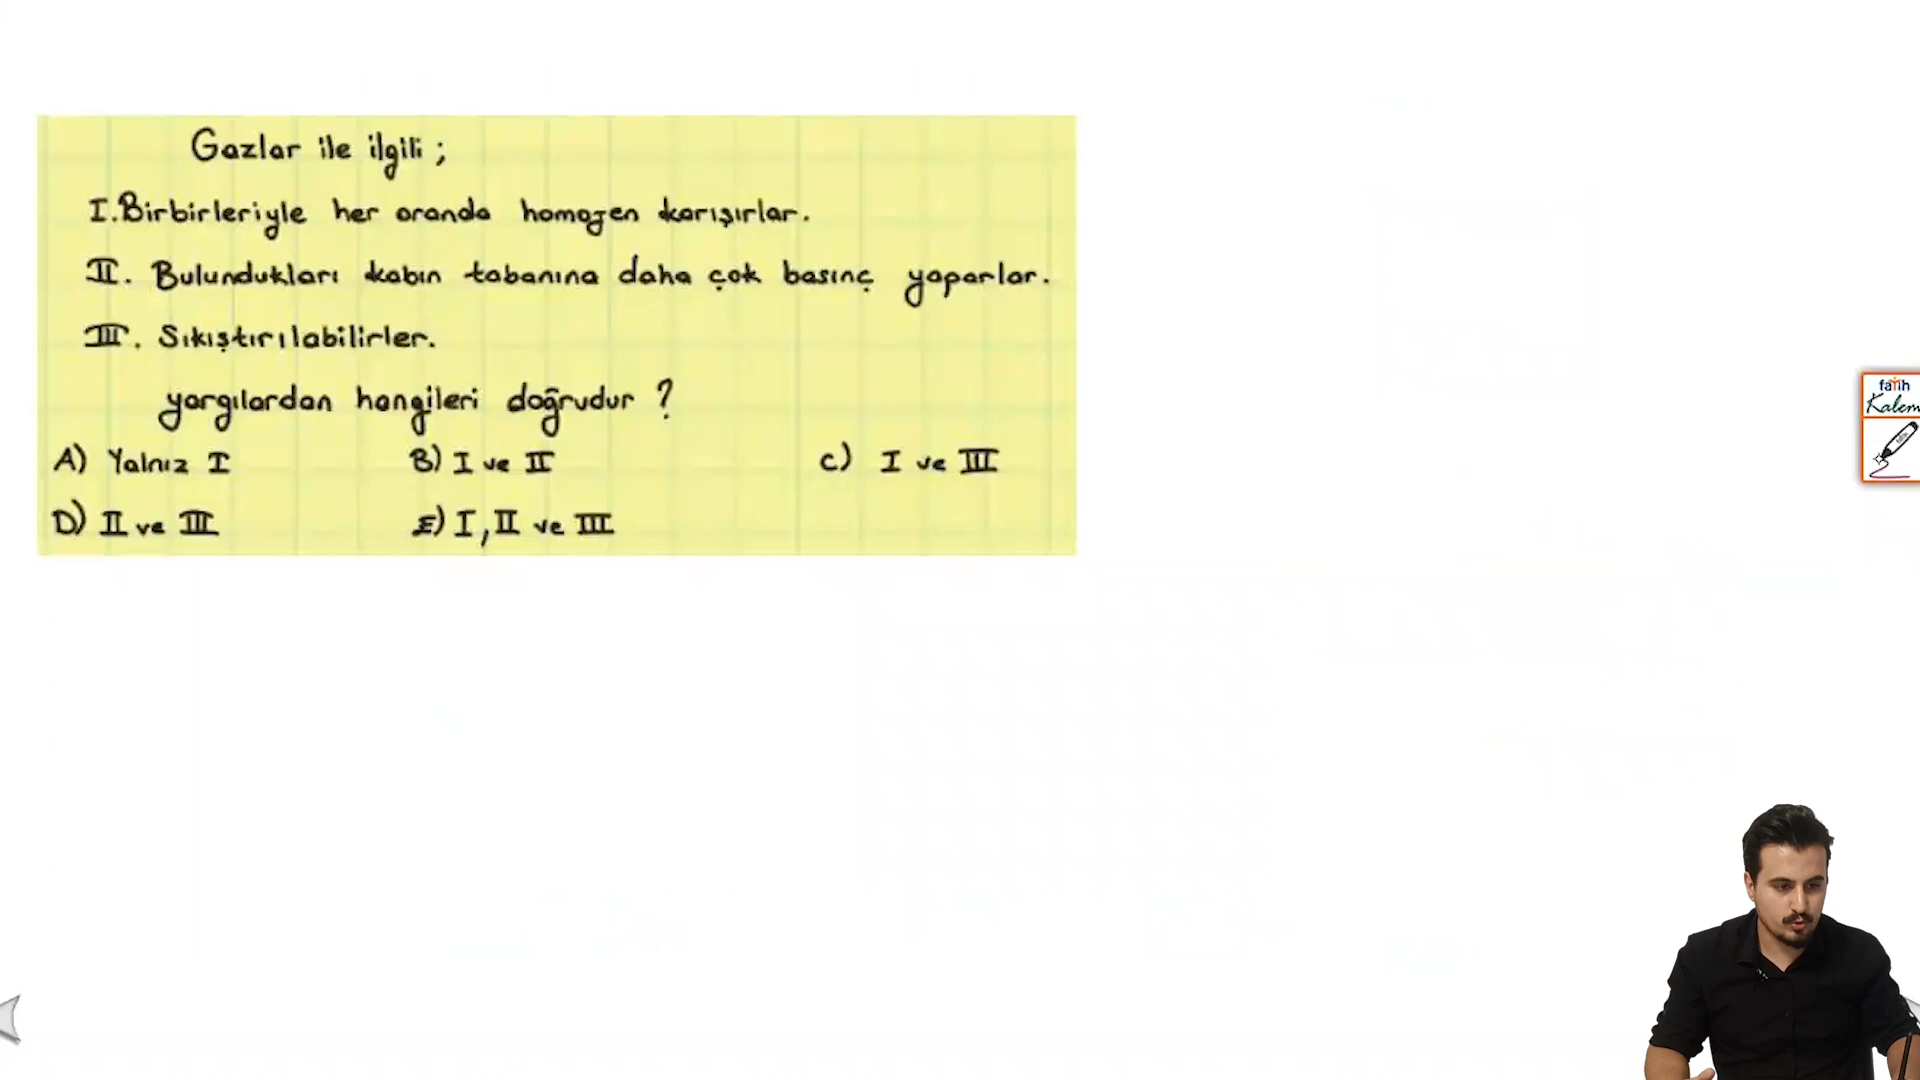 Gazlar ile ilgili ;
I. Birbirleriyle her oranda homojen karışırlar.
II. Bulundukları kabın tabanına daha çok basınç yaparlar.
III. Sıkıştırılabilirler.
yargılardan hangileri doğrudur ?
A) Yalnız I B) I ve II C) I ve III
D) II ve III E) I, II ve III
fatih
Kalem